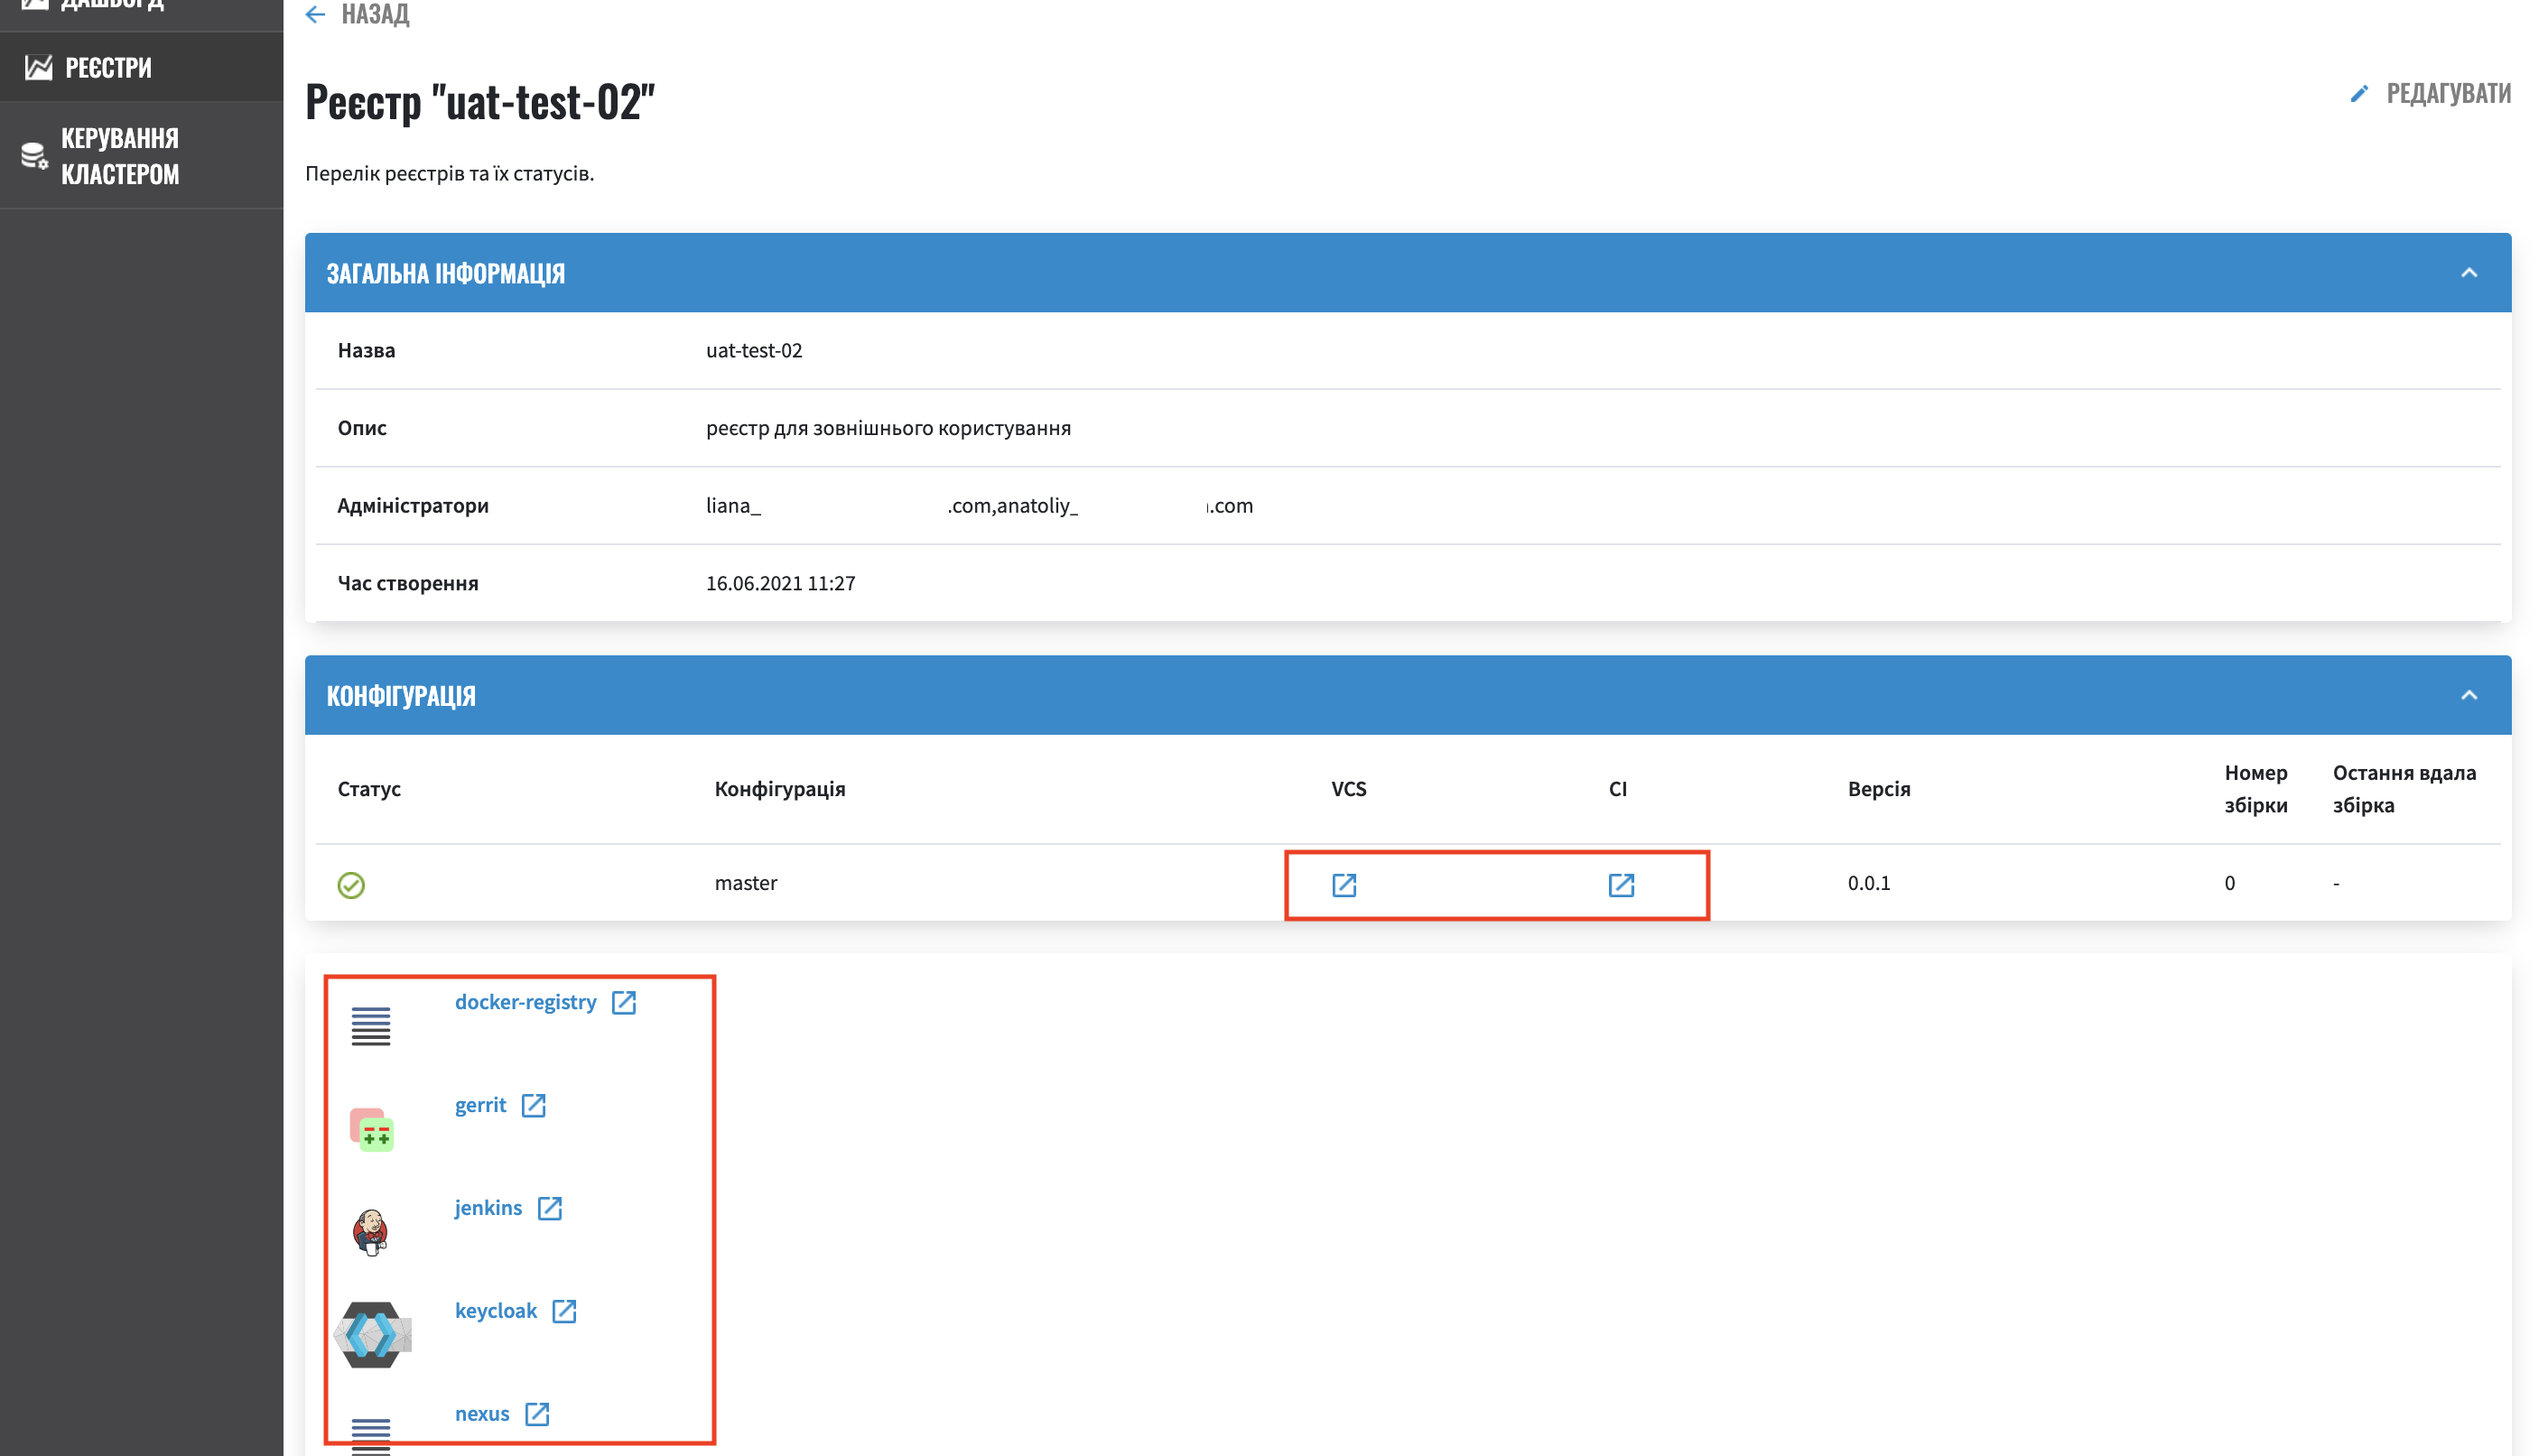 ДАШБОРД
РЕЄСТРИ
КЕРУВАННЯ
КЛАСТЕРОМ
НАЗАД
Реєстр "uat-test-02"
РЕДАГУВАТИ
Перелік реєстрів та їх статусів.
ЗАГАЛЬНА ІНФОРМАЦІЯ
Назва uat-test-02
Опис реєстр для зовнішнього користування
Адміністратори liana_ .com,anatoliy_ .com
Час створення 16.06.2021 11:27
КОНФІГУРАЦІЯ
Статус Конфігурація VCS CI Версія Номер збірки Остання вдала збірка
master 0.0.1 0 -
docker-registry
gerrit
jenkins
keycloak
nexus